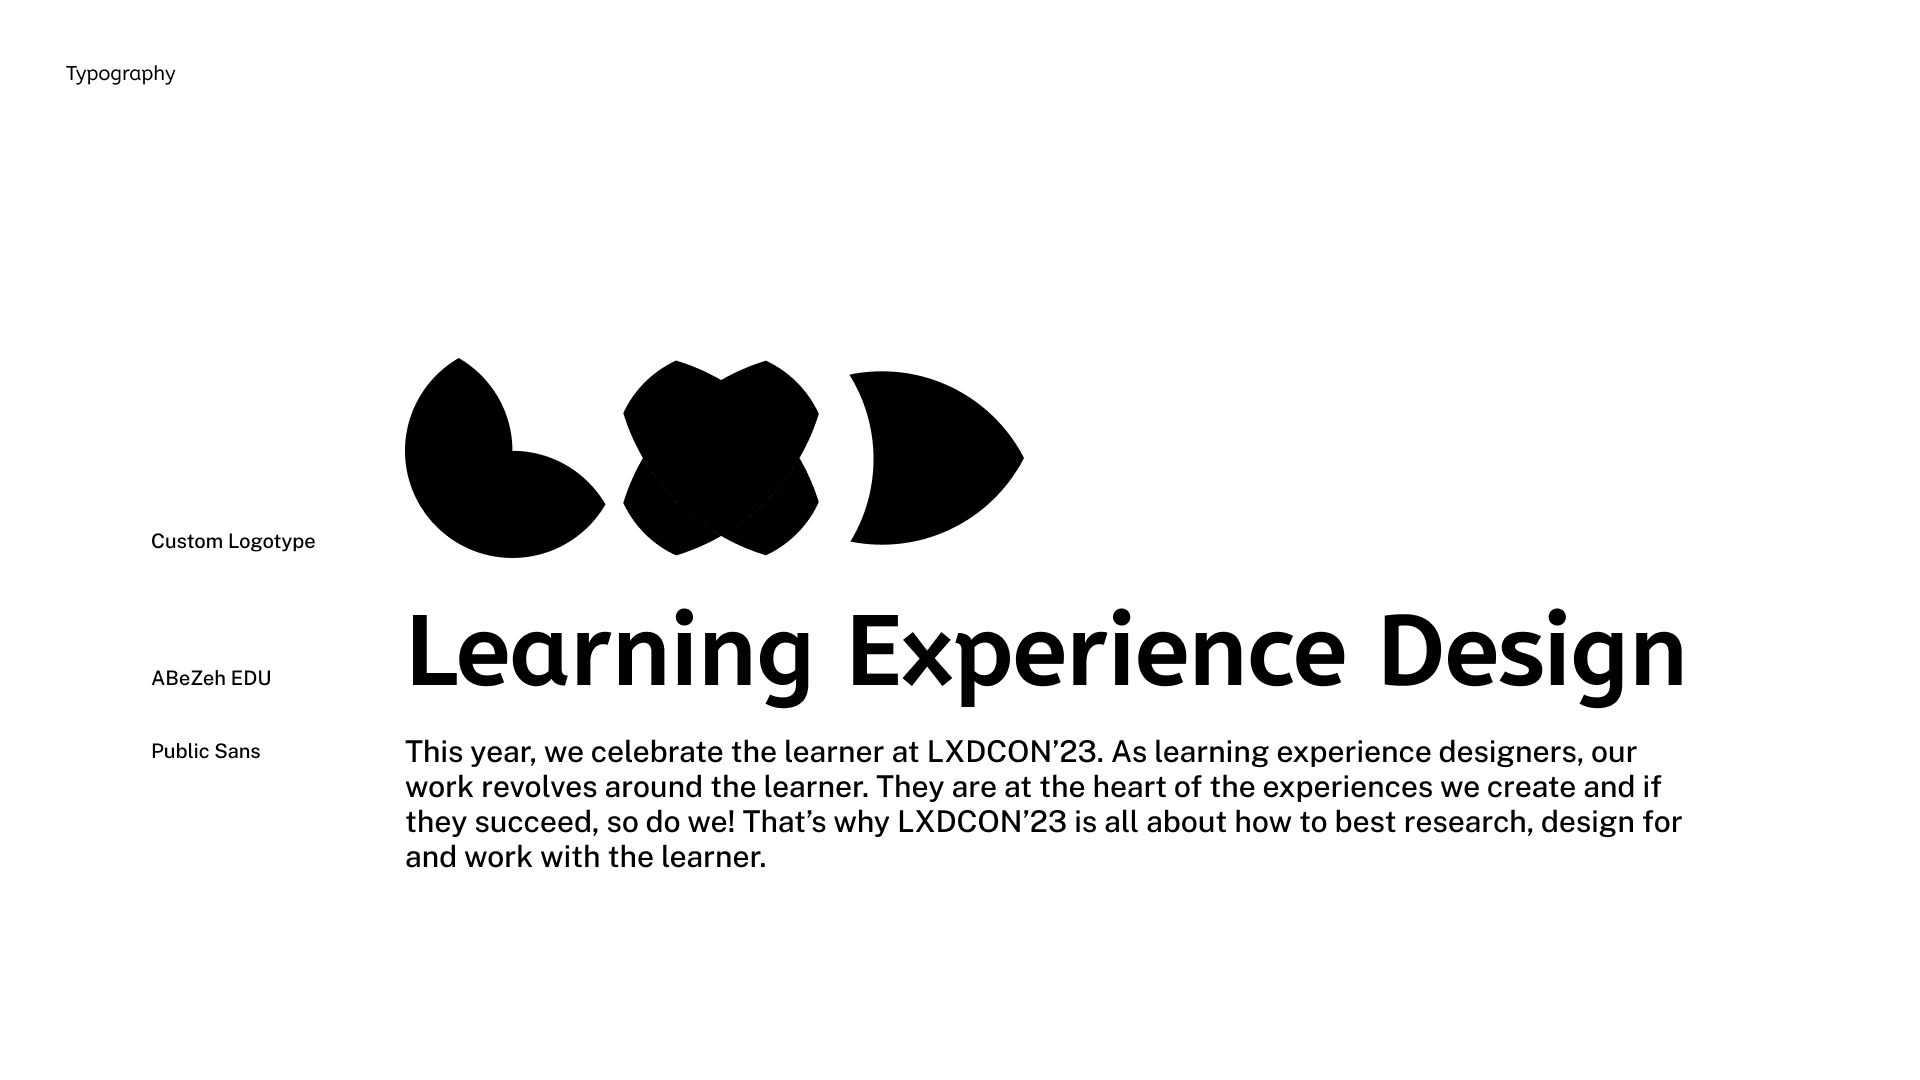 Typography
LXD
Custom Logotype
ABeZeh EDU
Learning Experience Design
Public Sans
This year, we celebrate the learner at LXDCON’23. As learning experience designers, our
work revolves around the learner. They are at the heart of the experiences we create and if
they succeed, so do we! That’s why LXDCON’23 is all about how to best research, design for
and work with the learner.